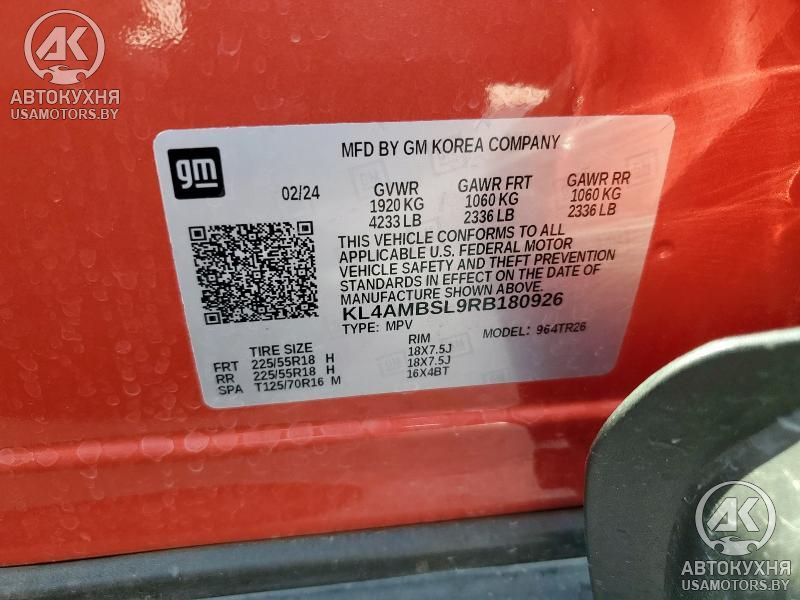 AK
АВТОКУХНЯ
USAMOTORS.BY
gm
MFD BY GM KOREA COMPANY
02/24
GVWR GAWR FRT GAWR RR
1920 KG 1060 KG 1060 KG
4233 LB 2336 LB 2336 LB
THIS VEHICLE CONFORMS TO ALL
APPLICABLE U.S. FEDERAL MOTOR
VEHICLE SAFETY AND THEFT PREVENTION
STANDARDS IN EFFECT ON THE DATE OF
MANUFACTURE SHOWN ABOVE.
KL4AMBSL9RB180926
TYPE: MPV MODEL: 964TR26
TIRE SIZE RIM
FRT 225/55R18 H 18X7.5J
RR 225/55R18 H 18X7.5J
SPA T125/70R16 M 16X4BT
AK
АВТОКУХНЯ
USAMOTORS.BY